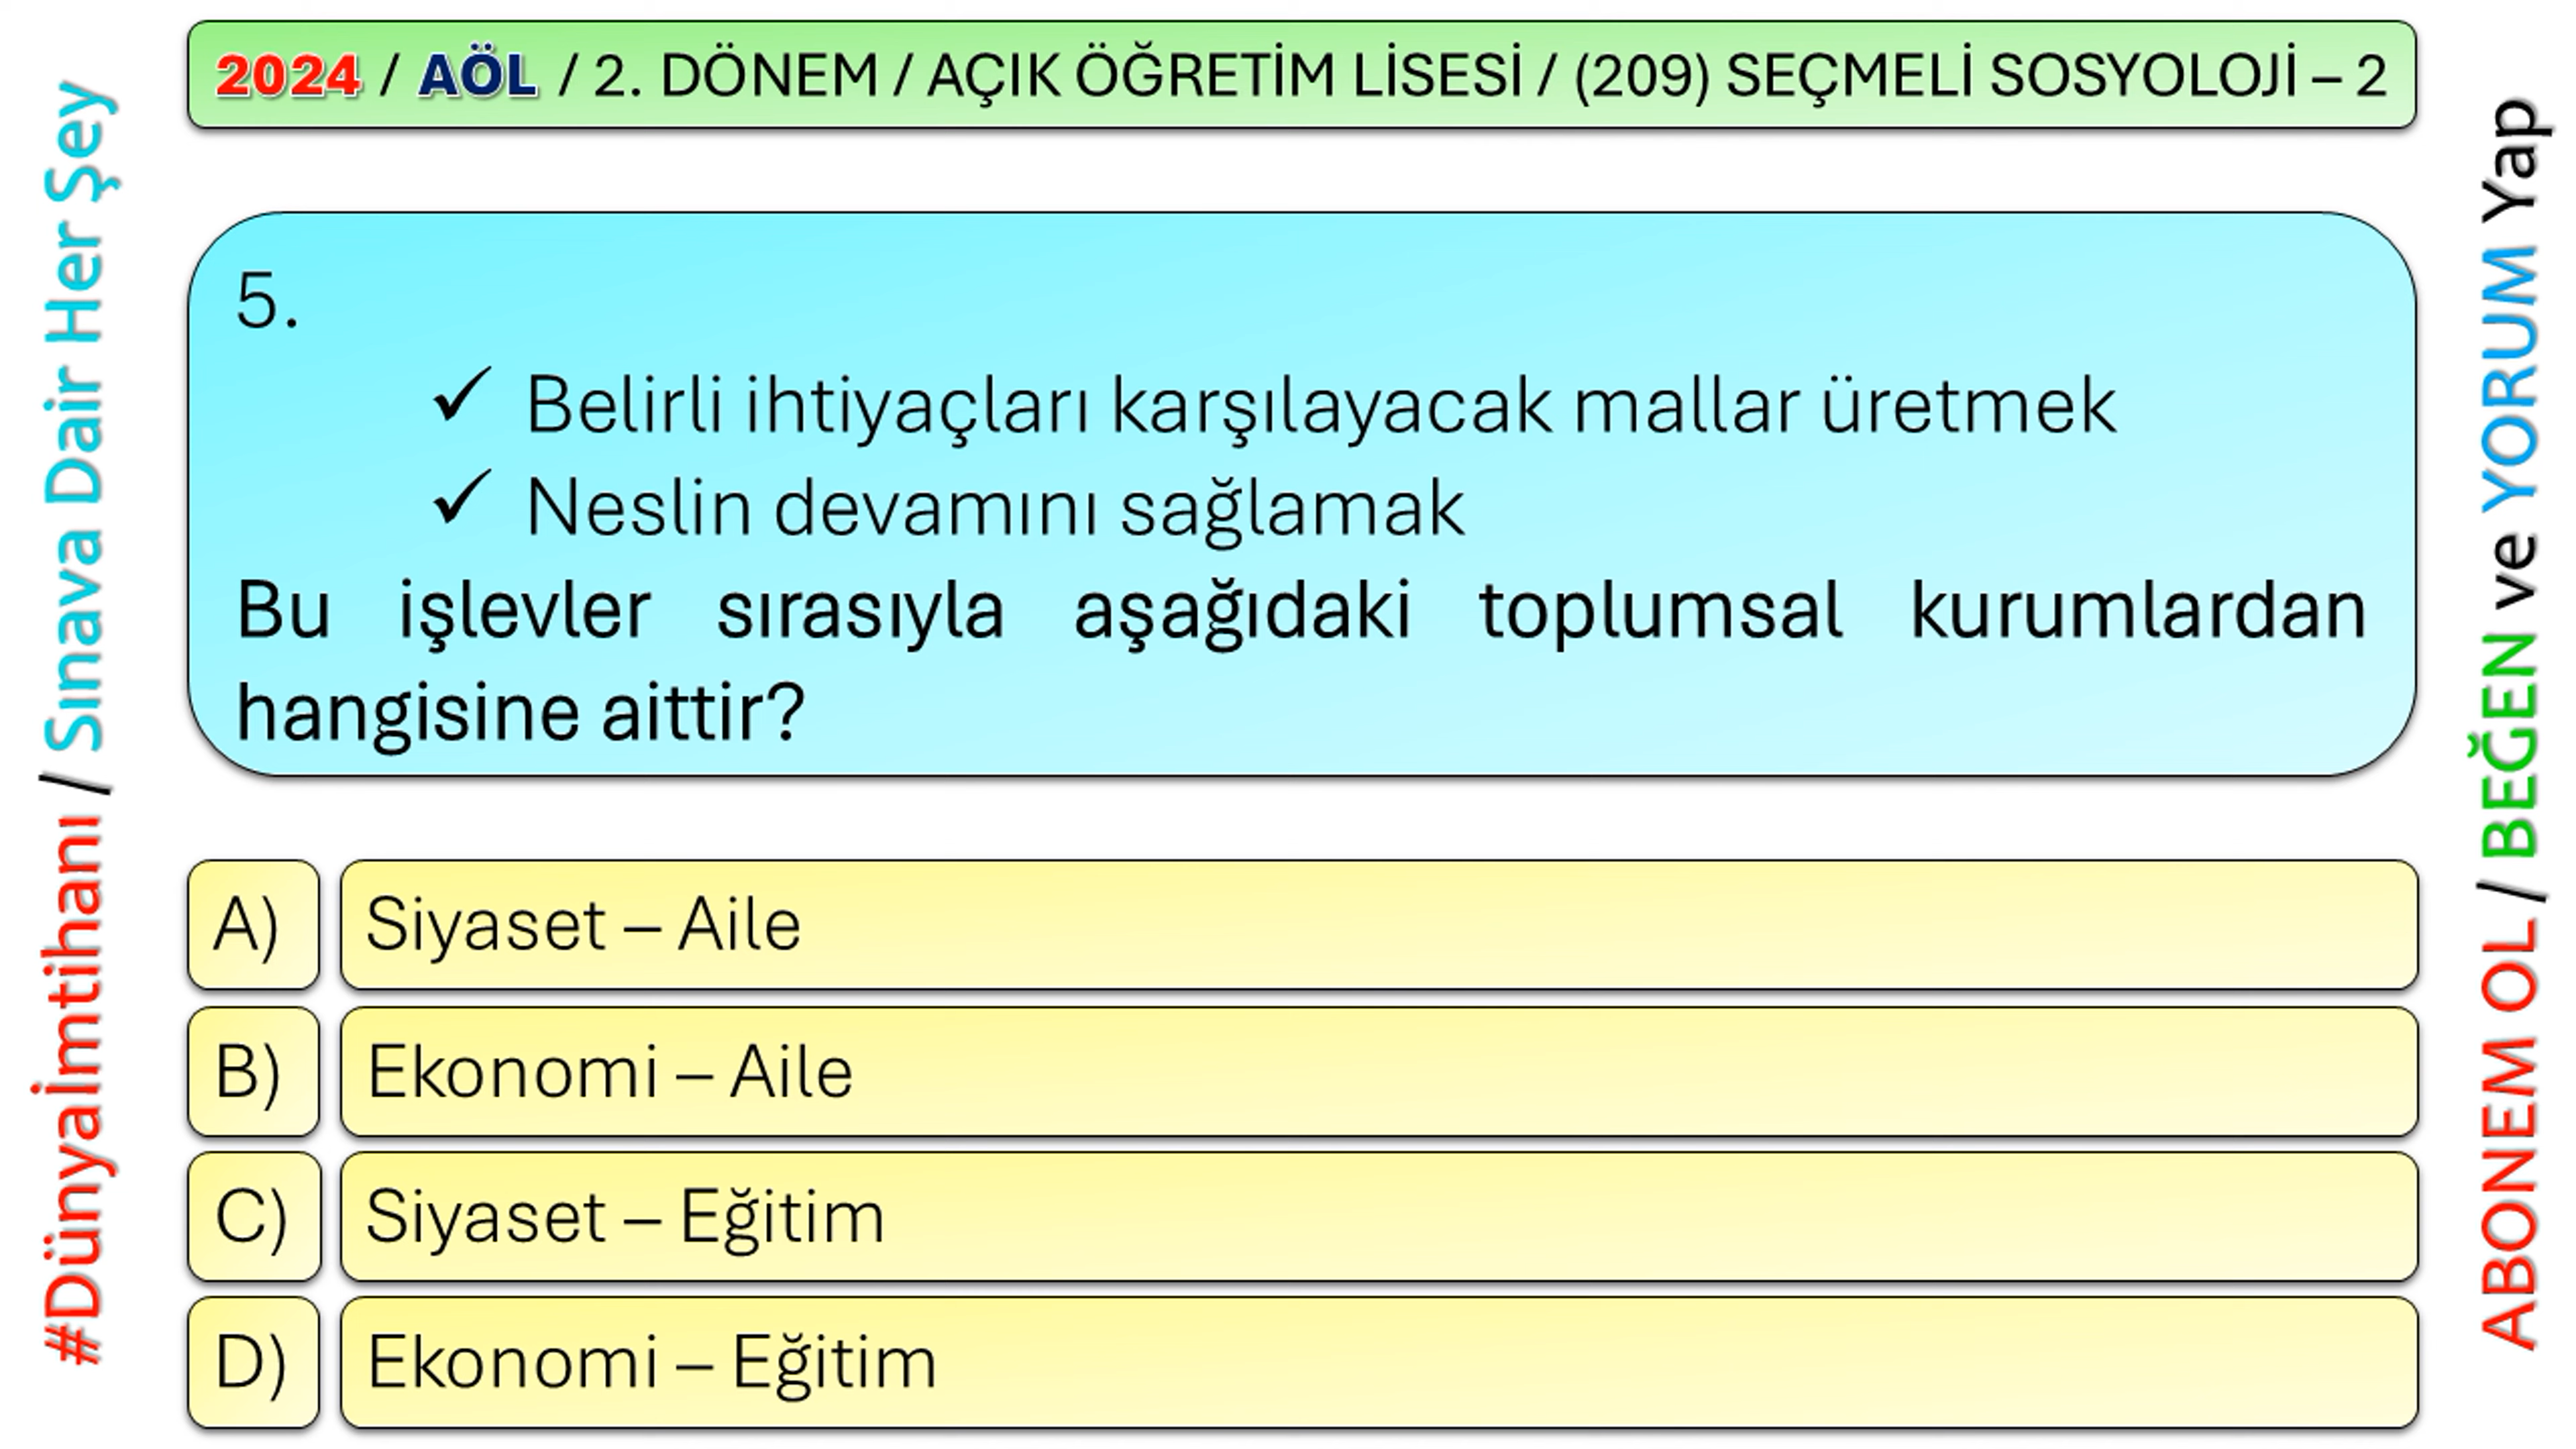 2024 / AÖL / 2. DÖNEM / AÇIK ÖĞRETİM LİSESİ / (209) SEÇMELİ SOSYOLOJİ – 2
#Dünyaİmtihanı / Sınava Dair Her Şey
5.
✓ Belirli ihtiyaçları karşılayacak mallar üretmek
✓ Neslin devamını sağlamak
Bu işlevler sırasıyla aşağıdaki toplumsal kurumlardan
hangisine aittir?
A) Siyaset – Aile
B) Ekonomi – Aile
C) Siyaset – Eğitim
D) Ekonomi – Eğitim
ABONEM OL / BEĞEN ve YORUM Yap